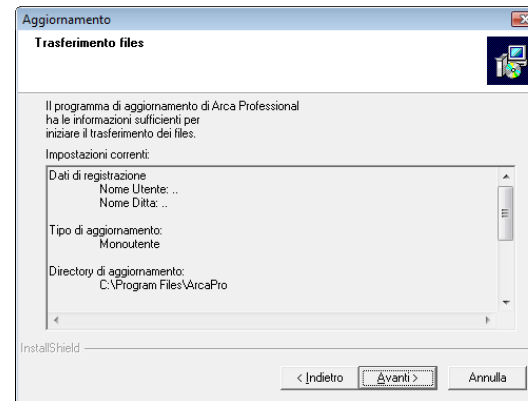 Aggiornamento
Trasferimento files
Il programma di aggiornamento di Arca Professional
ha le informazioni sufficienti per
iniziare il trasferimento dei files.
Impostazioni correnti:
Dati di registrazione
Nome Utente: ..
Nome Ditta: ..
Tipo di aggiornamento:
Monoutente
Directory di aggiornamento:
C:\Program Files\ArcaPro
InstallShield
< Indietro
Avanti >
Annulla